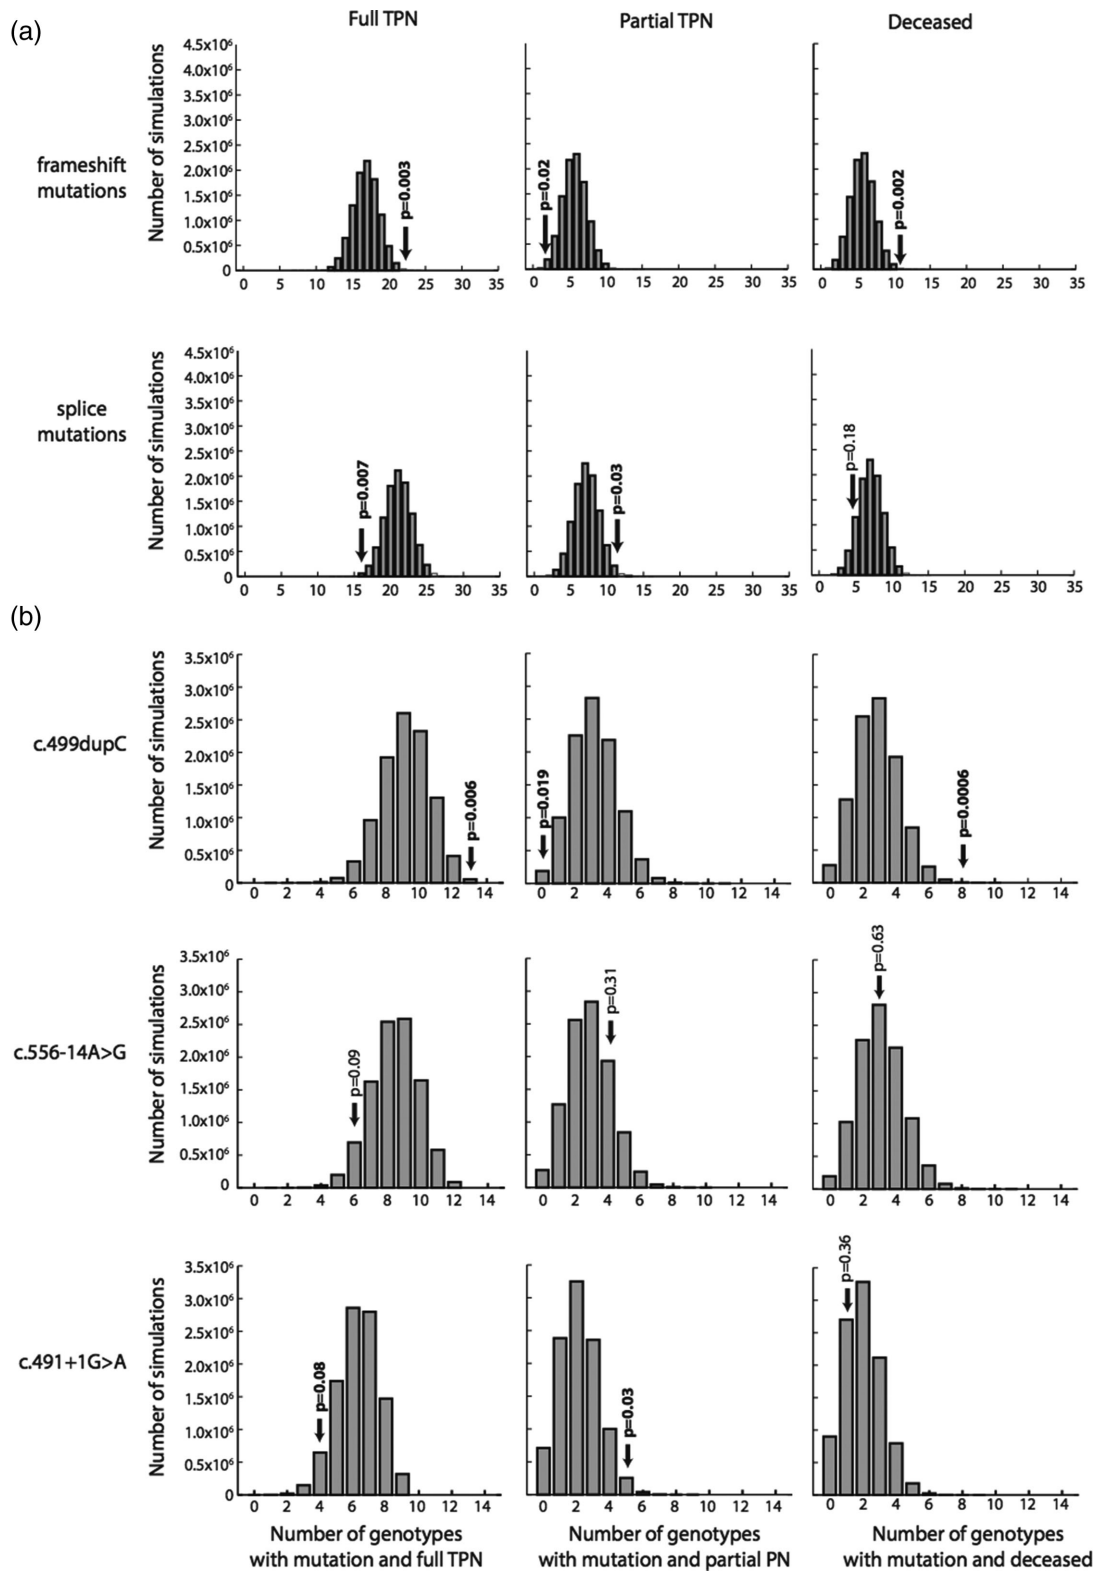 (a)
Full TPN
Partial TPN
Deceased
frameshift
mutations
Number of simulations
4.5x10⁶
4.0x10⁶
3.5x10⁶
3.0x10⁶
2.5x10⁶
2.0x10⁶
1.5x10⁶
1.0x10⁶
0.5x10⁶
0
p=0.003
p=0.02
p=0.002
0 5 10 15 20 25 30 35
0 5 10 15 20 25 30 35
0 5 10 15 20 25 30 35
splice
mutations
Number of simulations
4.5x10⁶
4.0x10⁶
3.5x10⁶
3.0x10⁶
2.5x10⁶
2.0x10⁶
1.5x10⁶
1.0x10⁶
0.5x10⁶
0
p=0.007
p=0.03
p=0.18
0 5 10 15 20 25 30 35
0 5 10 15 20 25 30 35
0 5 10 15 20 25 30 35
(b)
c.499dupC
Number of simulations
3.5x10⁶
3.0x10⁶
2.5x10⁶
2.0x10⁶
1.5x10⁶
1.0x10⁶
0.5x10⁶
0
p=0.006
p=0.019
p=0.0006
0 2 4 6 8 10 12 14
0 2 4 6 8 10 12 14
0 2 4 6 8 10 12 14
c.556-14A>G
Number of simulations
3.5x10⁶
3.0x10⁶
2.5x10⁶
2.0x10⁶
1.5x10⁶
1.0x10⁶
0.5x10⁶
0
p=0.09
p=0.31
p=0.63
0 2 4 6 8 10 12 14
0 2 4 6 8 10 12 14
0 2 4 6 8 10 12 14
c.491+1G>A
Number of simulations
3.5x10⁶
3.0x10⁶
2.5x10⁶
2.0x10⁶
1.5x10⁶
1.0x10⁶
0.5x10⁶
0
p=0.08
p=0.03
p=0.36
0 2 4 6 8 10 12 14
0 2 4 6 8 10 12 14
0 2 4 6 8 10 12 14
Number of genotypes
with mutation and full TPN
Number of genotypes
with mutation and partial PN
Number of genotypes
with mutation and deceased